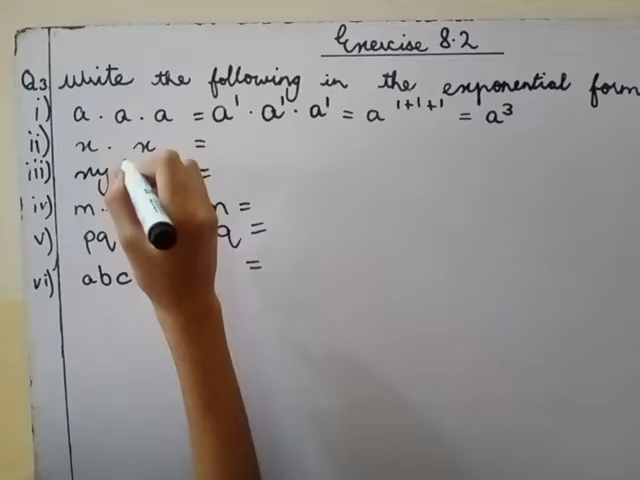 Exercise 8.2
Q3 Write the following in the exponential form
i) a . a . a = a¹ . a¹ . a¹ = a¹⁺¹⁺¹ = a³
ii) x . x =
iii) xy =
iv) m . n =
v) pq q =
vi) abc =